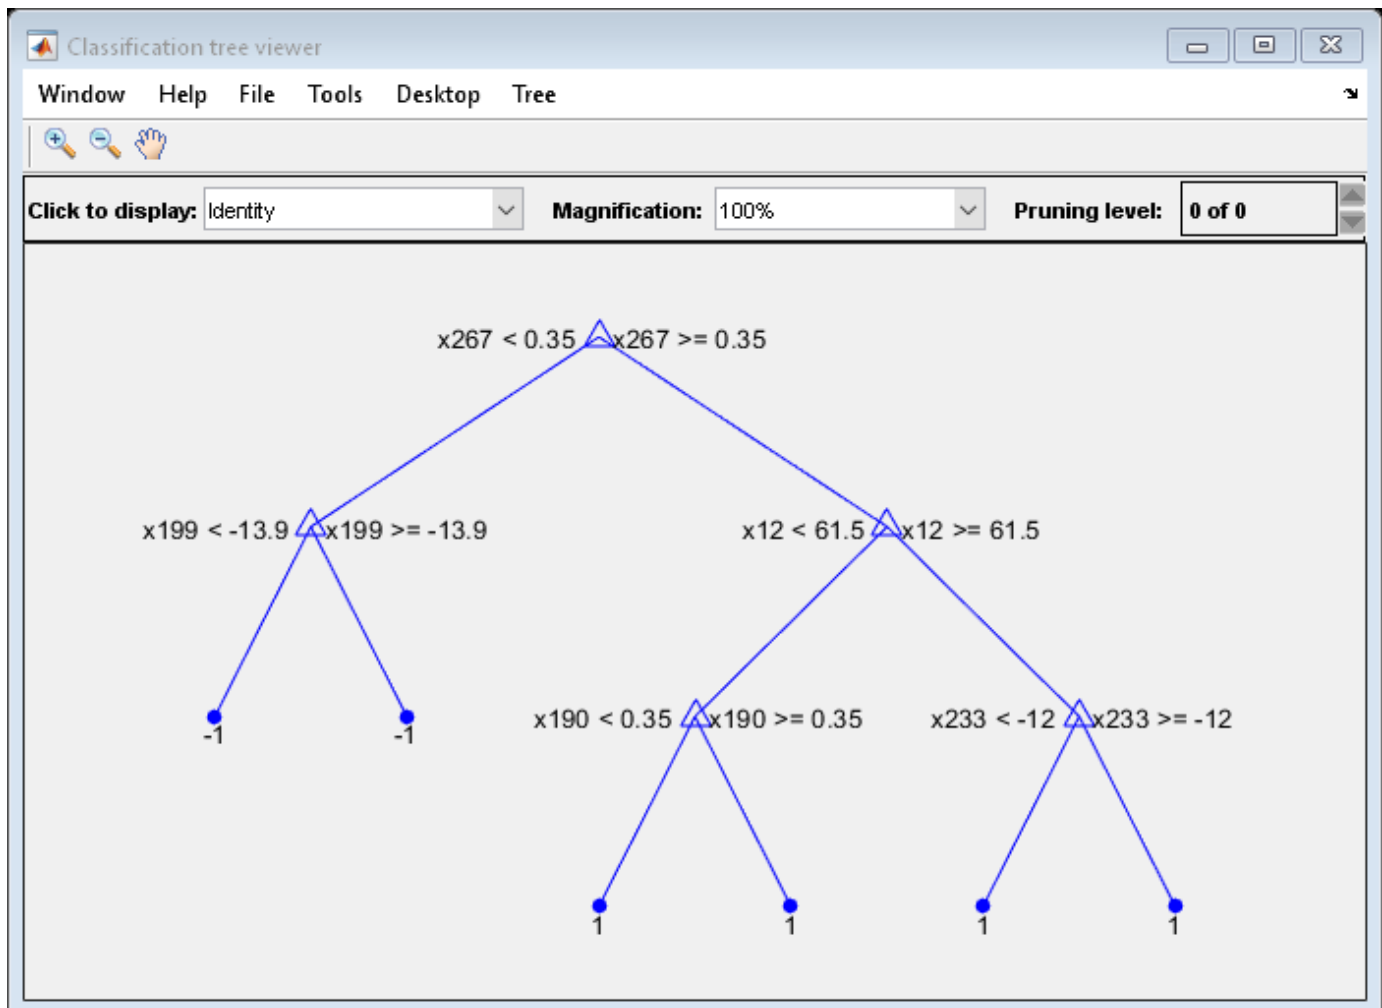 Classification tree viewer
Window Help File Tools Desktop Tree
Click to display: Identity Magnification: 100% Pruning level: 0 of 0
x267 < 0.35 x267 >= 0.35
x199 < -13.9 x199 >= -13.9 x12 < 61.5 x12 >= 61.5
-1 -1 x190 < 0.35 x190 >= 0.35 x233 < -12 x233 >= -12
1 1 1 1